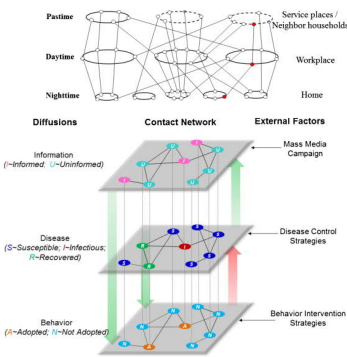 Pastime
Service places /
Neighbor households
Daytime
Workplace
Nighttime
Home
Diffusions
Contact Network
External Factors
Information
(I~Informed; U~Uninformed)
Mass Media
Campaign
Disease
(S~Susceptible; I~Infectious;
R~Recovered)
Disease Control
Strategies
Behavior
(A~Adopted; N~Not Adopted)
Behavior Intervention
Strategies